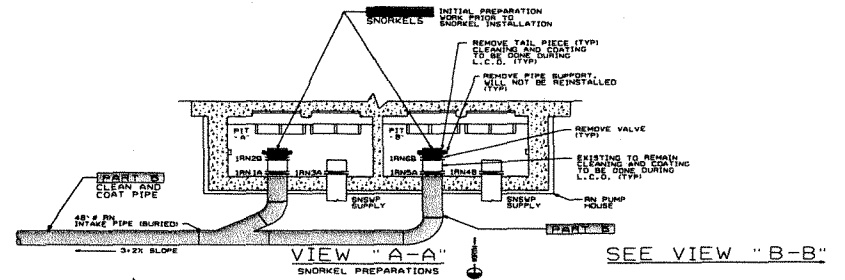 SNORKELS
INITIAL PREPARATION
WORK PRIOR TO
SNORKEL INSTALLATION
REMOVE TAIL PIECE (TYP)
CLEANING AND COATING
TO BE DONE DURING
L.C.O. (TYP)
REMOVE PIPE SUPPORT.
WILL NOT BE REINSTALLED
(TYP)
PIT
"A"
PIT
"B"
REMOVE VALVE
(TYP)
1RN2B
1RN6B
EXISTING TO REMAIN
CLEANING AND COATING
TO BE DONE DURING
L.C.O. (TYP)
1RN1A
1RN3A
1RN5A
1RN4B
PART B
CLEAN AND
COAT PIPE
SNSWP
SUPPLY
SNSWP
SUPPLY
RN PUMP
HOUSE
48" Ø RN
INTAKE PIPE (BURIED)
PART B
3+2% SLOPE
VIEW "A-A"
SNORKEL PREPARATIONS
SEE VIEW "B-B"